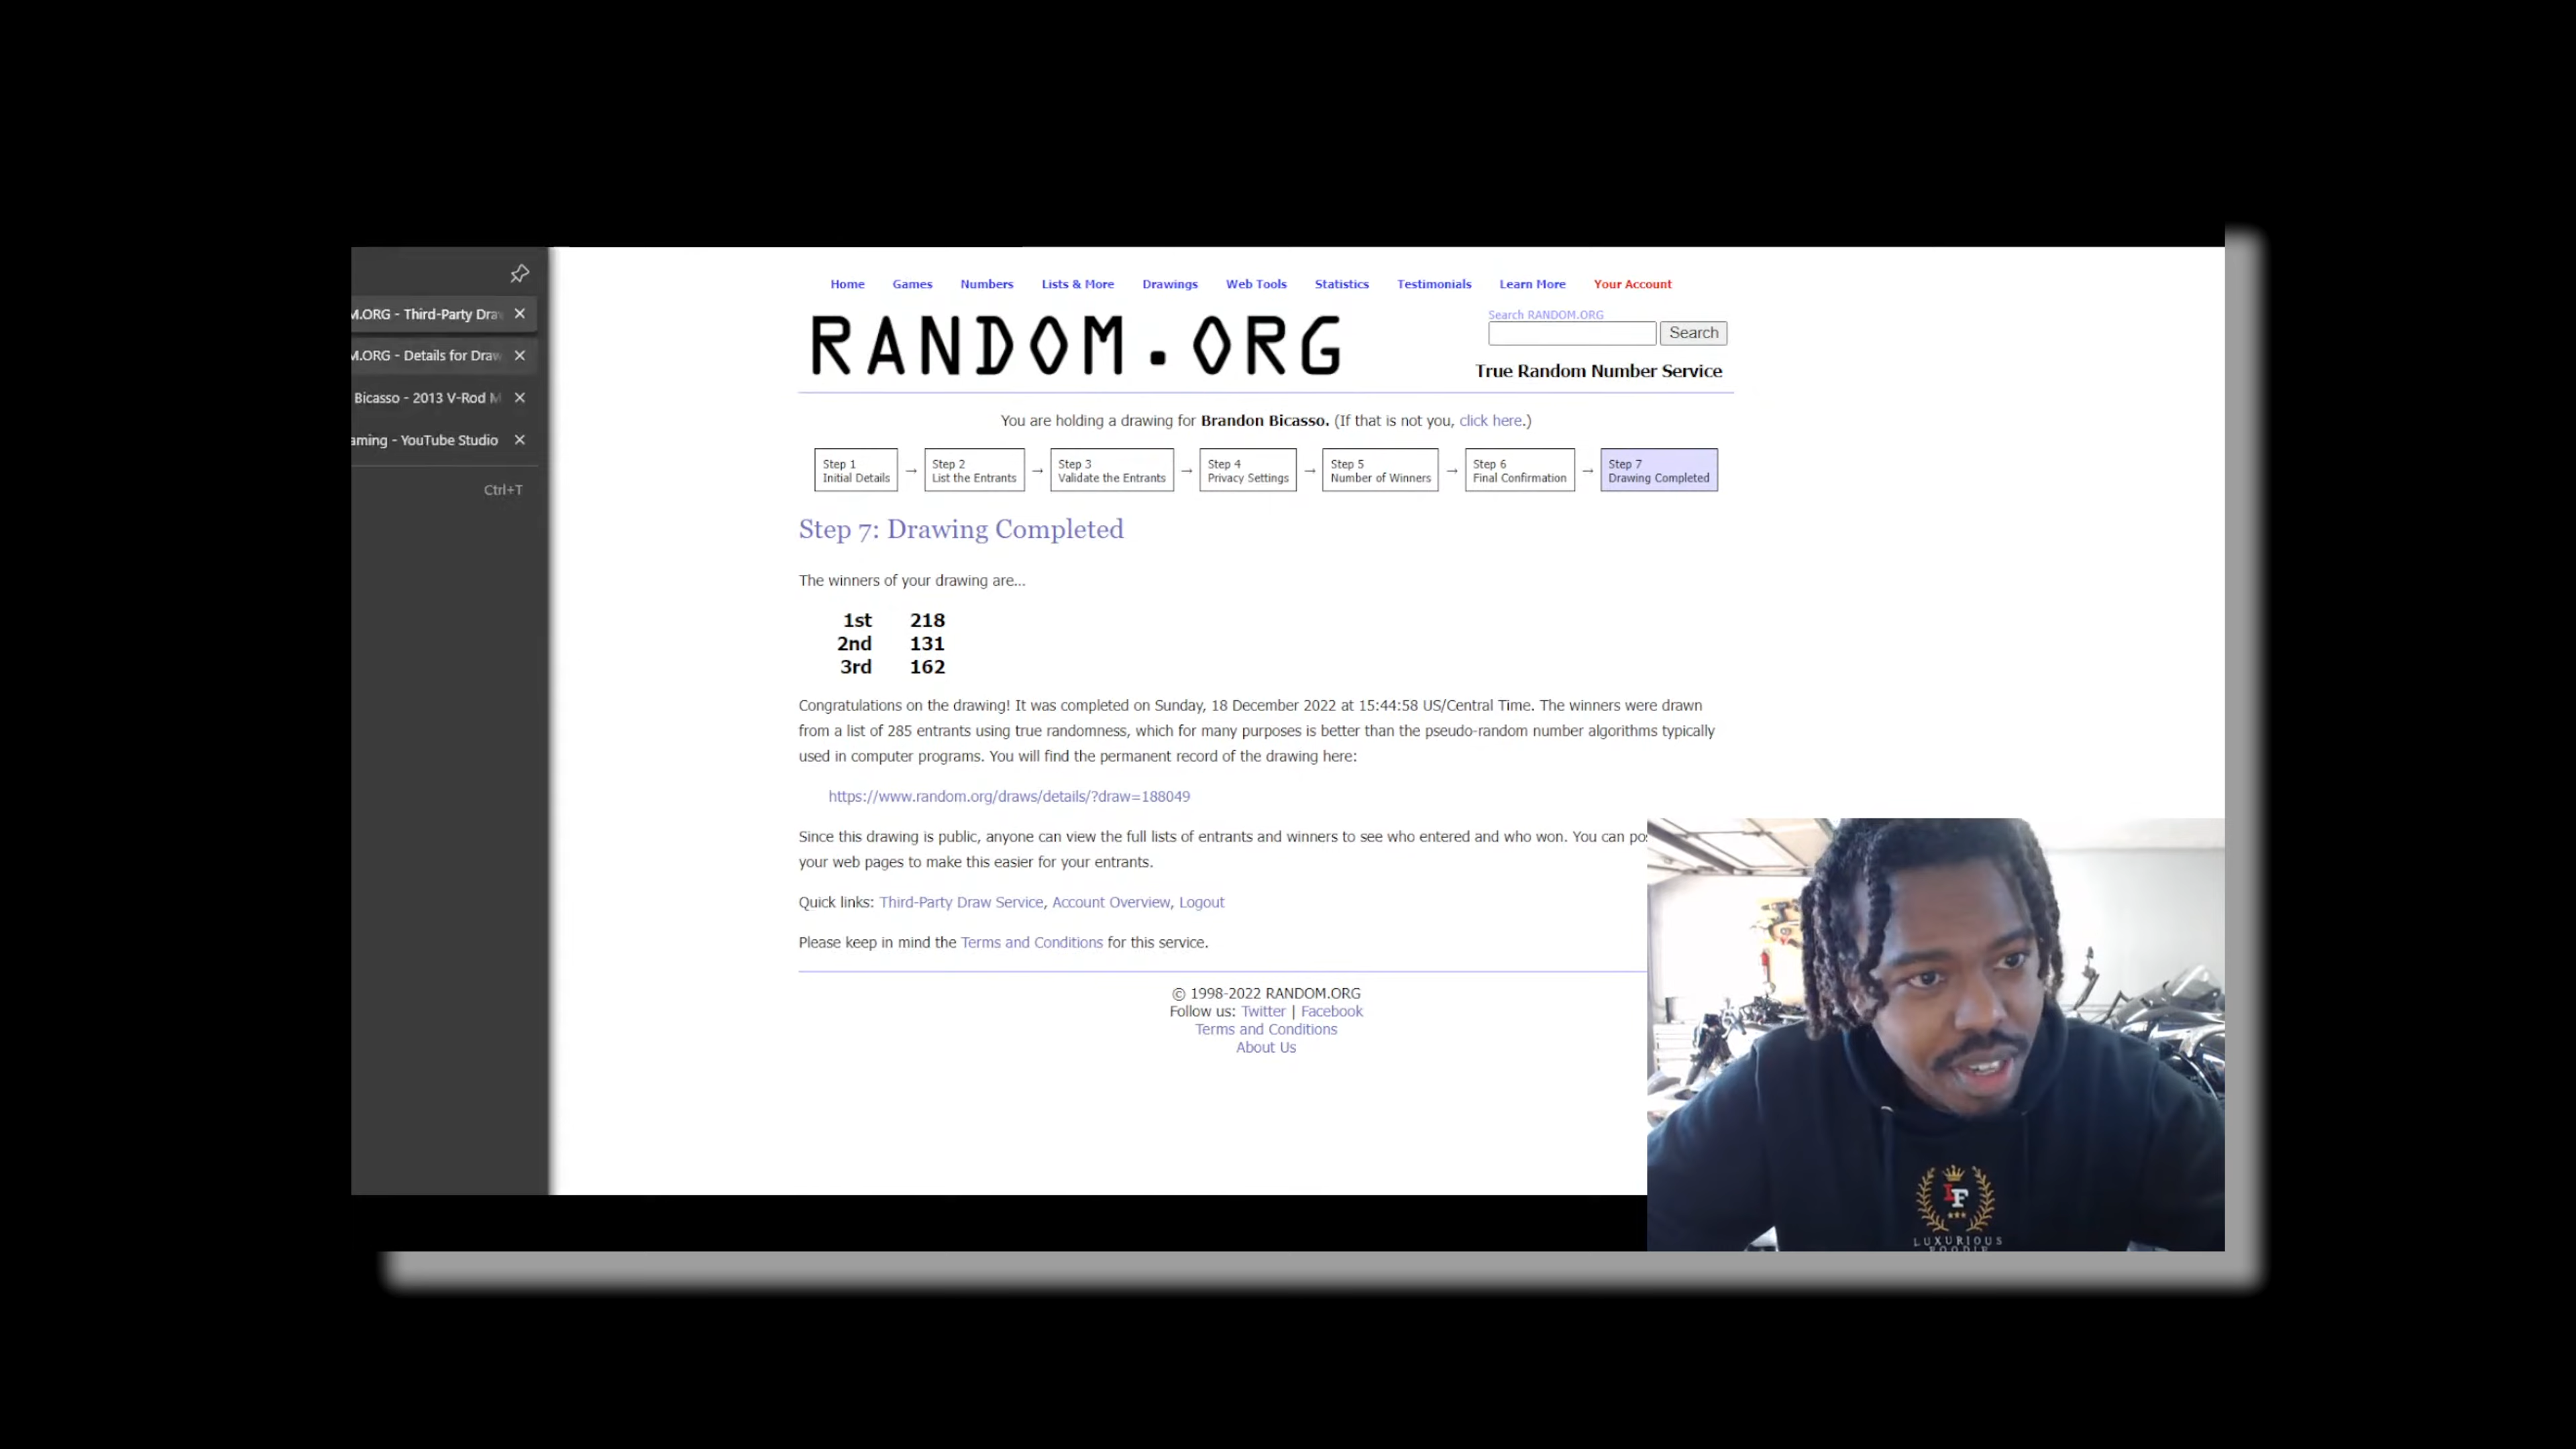 M.ORG - Third-Party Dra
M.ORG - Details for Draw
Bicasso - 2013 V-Rod M
aming - YouTube Studio
Ctrl+T
Home Games Numbers Lists & More Drawings Web Tools Statistics Testimonials Learn More Your Account
RANDOM.ORG
Search RANDOM.ORG
Search
True Random Number Service
You are holding a drawing for Brandon Bicasso. (If that is not you, click here.)
Step 1
Initial Details
→
Step 2
List the Entrants
→
Step 3
Validate the Entrants
→
Step 4
Privacy Settings
→
Step 5
Number of Winners
→
Step 6
Final Confirmation
→
Step 7
Drawing Completed
Step 7: Drawing Completed
The winners of your drawing are...
1st 218
2nd 131
3rd 162
Congratulations on the drawing! It was completed on Sunday, 18 December 2022 at 15:44:58 US/Central Time. The winners were drawn
from a list of 285 entrants using true randomness, which for many purposes is better than the pseudo-random number algorithms typically
used in computer programs. You will find the permanent record of the drawing here:
https://www.random.org/draws/details/?draw=188049
Since this drawing is public, anyone can view the full lists of entrants and winners to see who entered and who won. You can po
your web pages to make this easier for your entrants.
Quick links: Third-Party Draw Service, Account Overview, Logout
Please keep in mind the Terms and Conditions for this service.
© 1998-2022 RANDOM.ORG
Follow us: Twitter | Facebook
Terms and Conditions
About Us
LF
LUXURIOUS